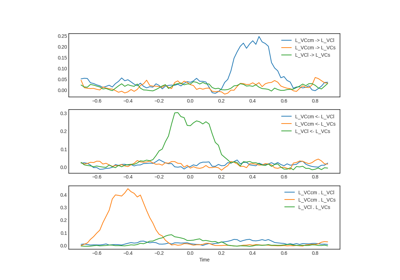 0.25
0.20
0.15
0.10
0.05
0.00
L_VCcm -> L_VCl
L_VCcm -> L_VCs
L_VCl -> L_VCs
−0.6 −0.4 −0.2 0.0 0.2 0.4 0.6 0.8
0.3
0.2
0.1
0.0
L_VCcm <- L_VCl
L_VCcm <- L_VCs
L_VCl <- L_VCs
−0.6 −0.4 −0.2 0.0 0.2 0.4 0.6 0.8
0.4
0.3
0.2
0.1
0.0
L_VCcm . L_VCl
L_VCcm . L_VCs
L_VCl . L_VCs
−0.6 −0.4 −0.2 0.0 0.2 0.4 0.6 0.8
Time